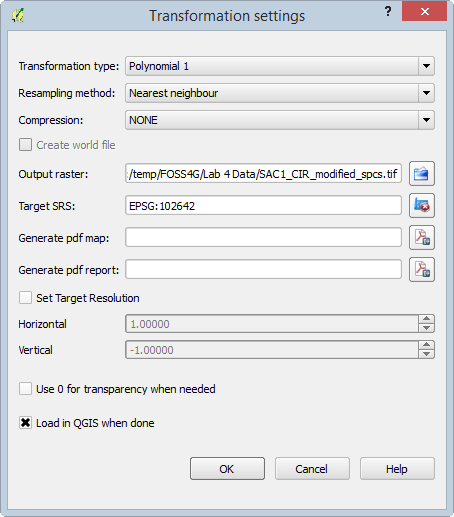 Transformation settings
?
Transformation type: Polynomial 1
Resampling method: Nearest neighbour
Compression: NONE
Create world file
Output raster: :/temp/FOSS4G/Lab 4 Data/SAC1_CIR_modified_spcs.tif
Target SRS: EPSG:102642
Generate pdf map:
Generate pdf report:
Set Target Resolution
Horizontal 1.00000
Vertical -1.00000
Use 0 for transparency when needed
Load in QGIS when done
OK Cancel Help